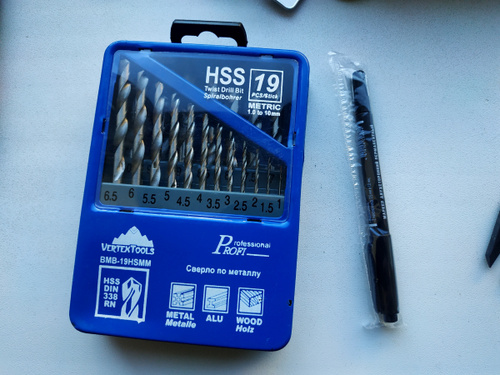 HSS
Twist Drill Bit
Spiralbohrer
19
PCS/Stück
METRIC
1.0 to 10mm
6.5 6 5.5 5 4.5 4 3.5 3 2.5 2 1.5 1
VERTEXTOOLS
BMB-19HSMM
Professional
PROFI
Сверло по металлу
HSS
DIN
338
RN
METAL
Metalle
ALU
WOOD
Holz